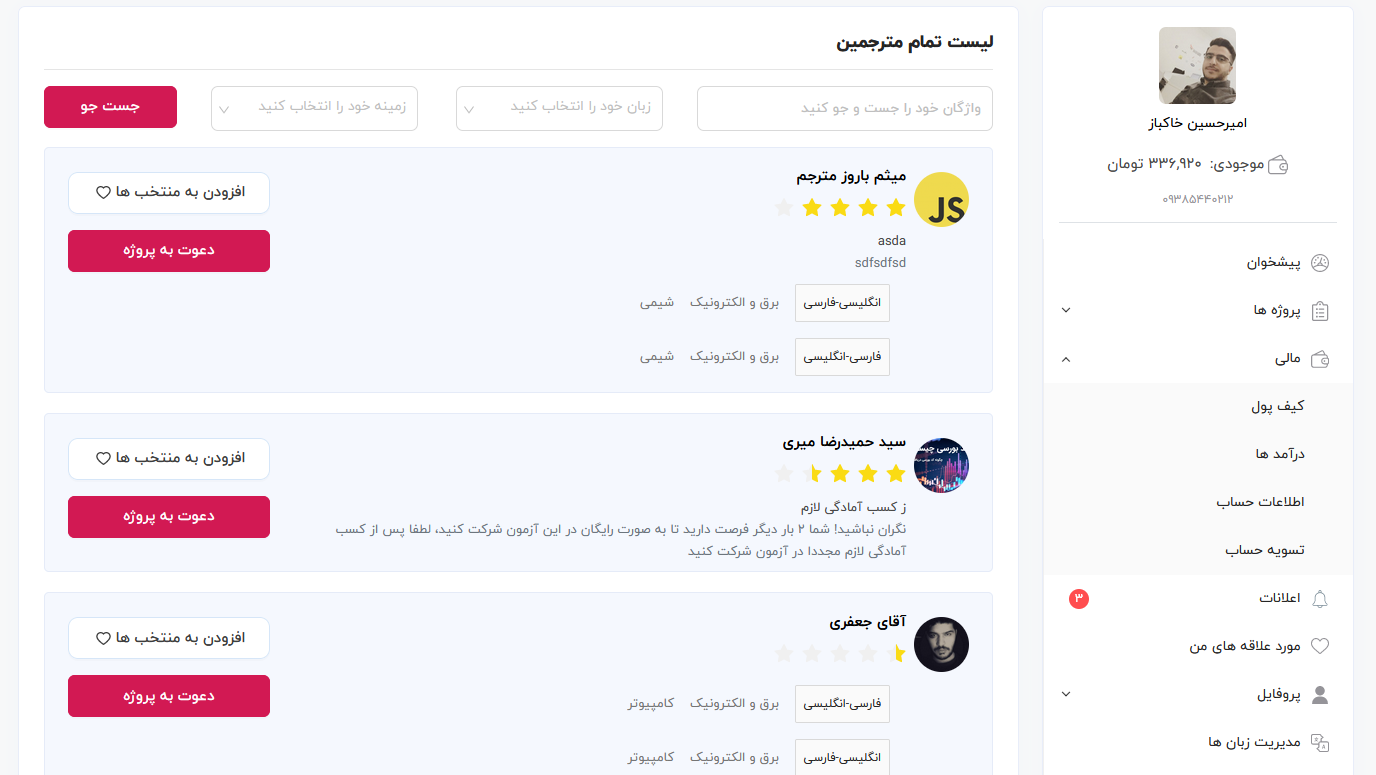 امیرحسین خاکباز
موجودی: ۳۳۶,۹۲۰ تومان
۰۹۳۸۵۴۴۰۲۱۲
پیشخوان
پروژه ها
مالی
کیف پول
درآمد ها
اطلاعات حساب
تسویه حساب
اعلانات
۳
مورد علاقه های من
پروفایل
مدیریت زبان ها
لیست تمام مترجمین
واژگان خود را جست و جو کنید
زبان خود را انتخاب کنید
زمینه خود را انتخاب کنید
جست جو
JS
میثم باروز مترجم
asda
sdfsdfsd
انگلیسی-فارسی برق و الکترونیک شیمی
فارسی-انگلیسی برق و الکترونیک شیمی
افزودن به منتخب ها
دعوت به پروژه
سید حمیدرضا میری
ز کسب آمادگی لازم
نگران نباشید! شما ۲ بار دیگر فرصت دارید تا به صورت رایگان در این آزمون شرکت کنید، لطفا پس از کسب
آمادگی لازم مجددا در آزمون شرکت کنید
افزودن به منتخب ها
دعوت به پروژه
آقای جعفری
فارسی-انگلیسی برق و الکترونیک کامپیوتر
انگلیسی-فارسی برق و الکترونیک کامپیوتر
افزودن به منتخب ها
دعوت به پروژه